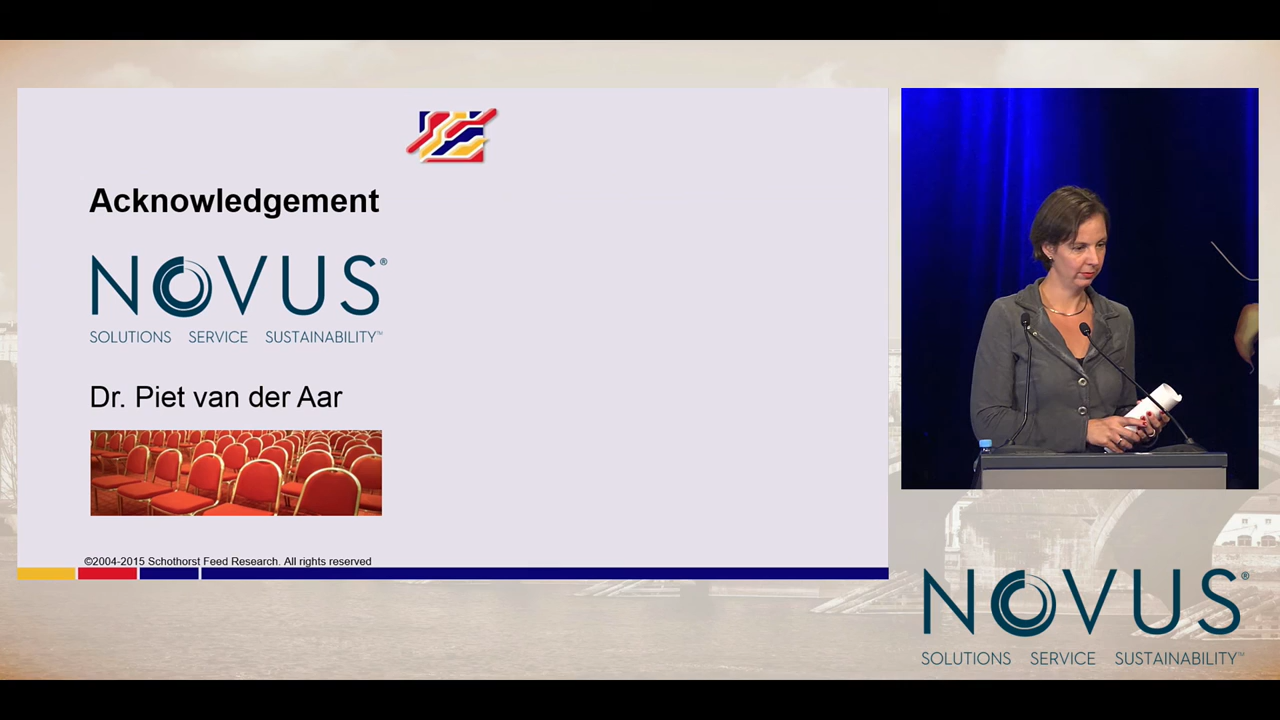 Acknowledgement
NOVUS®
SOLUTIONS SERVICE SUSTAINABILITY™
Dr. Piet van der Aar
©2004-2015 Schothorst Feed Research. All rights reserved
NOVUS®
SOLUTIONS SERVICE SUSTAINABILITY™